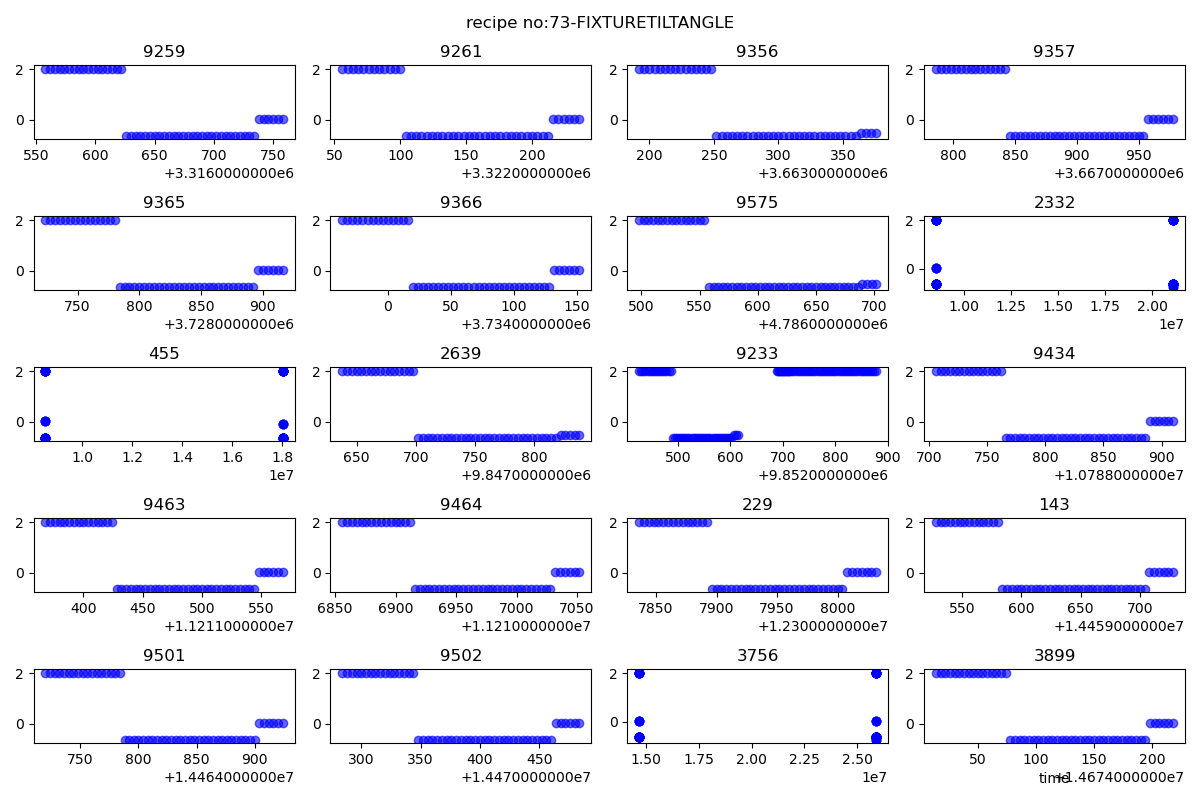 recipe no:73-FIXTURETILTANGLE
9259 9261 9356 9357
2 2 2 2
0 0 0 0
550 600 650 700 750 50 100 150 200 200 250 300 350 800 850 900 950
+3.3160000000e6 +3.3220000000e6 +3.6630000000e6 +3.6670000000e6
9365 9366 9575 2332
2 2 2 2
0 0 0 0
750 800 850 900 0 50 100 150 500 550 600 650 700 1.00 1.25 1.50 1.75 2.00
+3.7280000000e6 +3.7340000000e6 +4.7860000000e6 1e7
455 2639 9233 9434
2 2 2 2
0 0 0 0
1.0 1.2 1.4 1.6 1.8 650 700 750 800 500 600 700 800 900 700 750 800 850 900
1e7 +9.8470000000e6 +9.8520000000e6 +1.0788000000e7
9463 9464 229 143
2 2 2 2
0 0 0 0
400 450 500 550 6850 6900 6950 7000 7050 7850 7900 7950 8000 550 600 650 700
+1.1211000000e7 +1.1210000000e7 +1.2300000000e7 +1.4459000000e7
9501 9502 3756 3899
2 2 2 2
0 0 0 0
750 800 850 900 300 350 400 450 1.50 1.75 2.00 2.25 2.50 50 100 150 200
+1.4464000000e7 +1.4470000000e7 1e7 time +1.4674000000e7